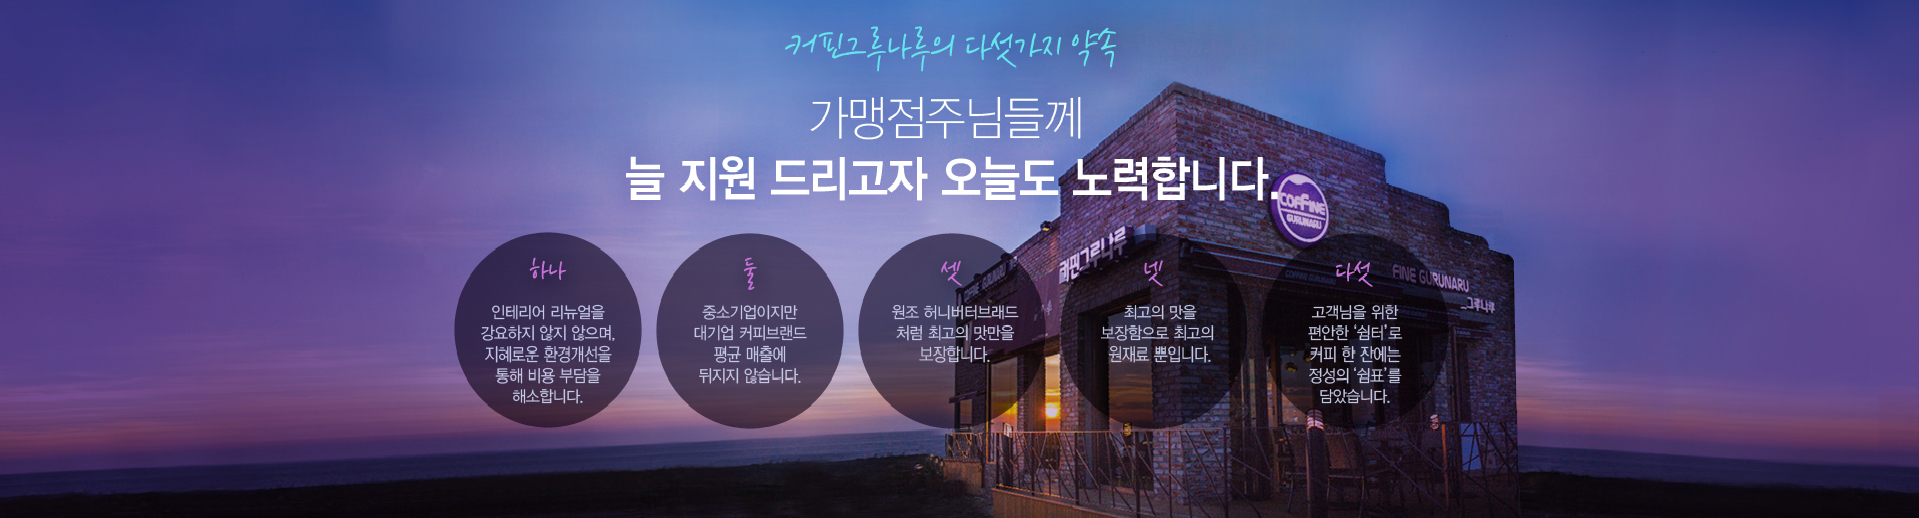 커핀그루나루의 다섯가지 약속
가맹점주님들께
늘 지원 드리고자 오늘도 노력합니다.
COFFINE
GURUNARU
커핀그루나루
FINE GURUNARU
그루나루
하나
인테리어 리뉴얼을
강요하지 않지 않으며,
지혜로운 환경개선을
통해 비용 부담을
해소합니다.
둘
중소기업이지만
대기업 커피브랜드
평균 매출에
뒤지지 않습니다.
셋
원조 허니버터브래드
처럼 최고의 맛만을
보장합니다.
넷
최고의 맛을
보장함으로 최고의
원재료 뿐입니다.
다섯
고객님을 위한
편안한 ‘쉼터’로
커피 한 잔에는
정성의 ‘쉼표’를
담았습니다.